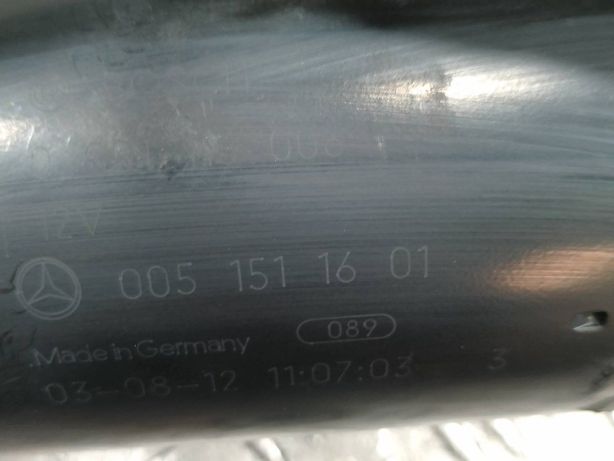 12V
005 151 16 01
089
Made in Germany
03-08-12 11:07:03 3